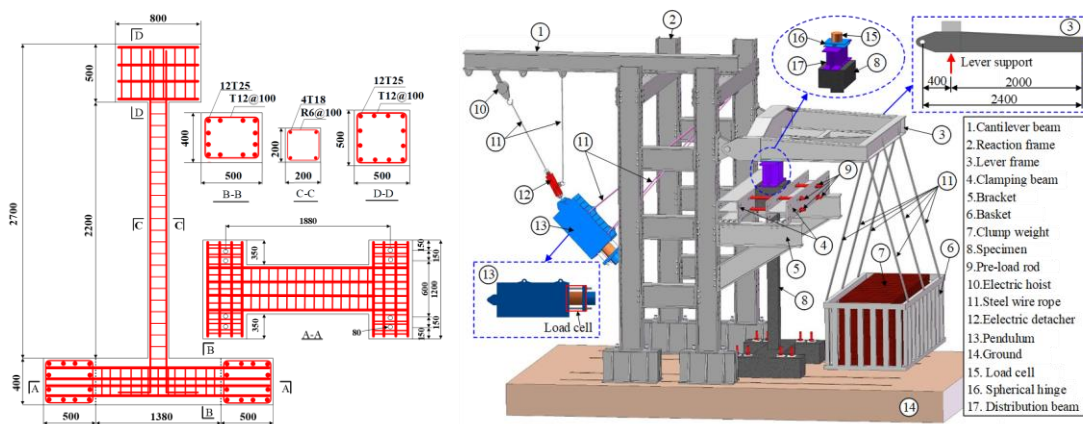 800
D
D
500
2700
2200
C
C
400
A
A
B
B
500
1380
500
12T25
T12@100
400
500
B-B
4T18
R6@100
200
200
C-C
12T25
T12@100
500
500
D-D
1880
350
350
150
150
600
1200
150
150
80
A-A
1
2
10
11
11
12
13
13
Load cell
16
15
17
8
3
9
4
5
8
11
7
6
14
3
Lever support
400
2000
2400
1.Cantilever beam
2.Reaction frame
3.Lever frame
4.Clamping beam
5.Bracket
6.Basket
7.Clump weight
8.Specimen
9.Pre-load rod
10.Electric hoist
11.Steel wire rope
12.Eelectric detacher
13.Pendulum
14.Ground
15. Load cell
16. Spherical hinge
17. Distribution beam